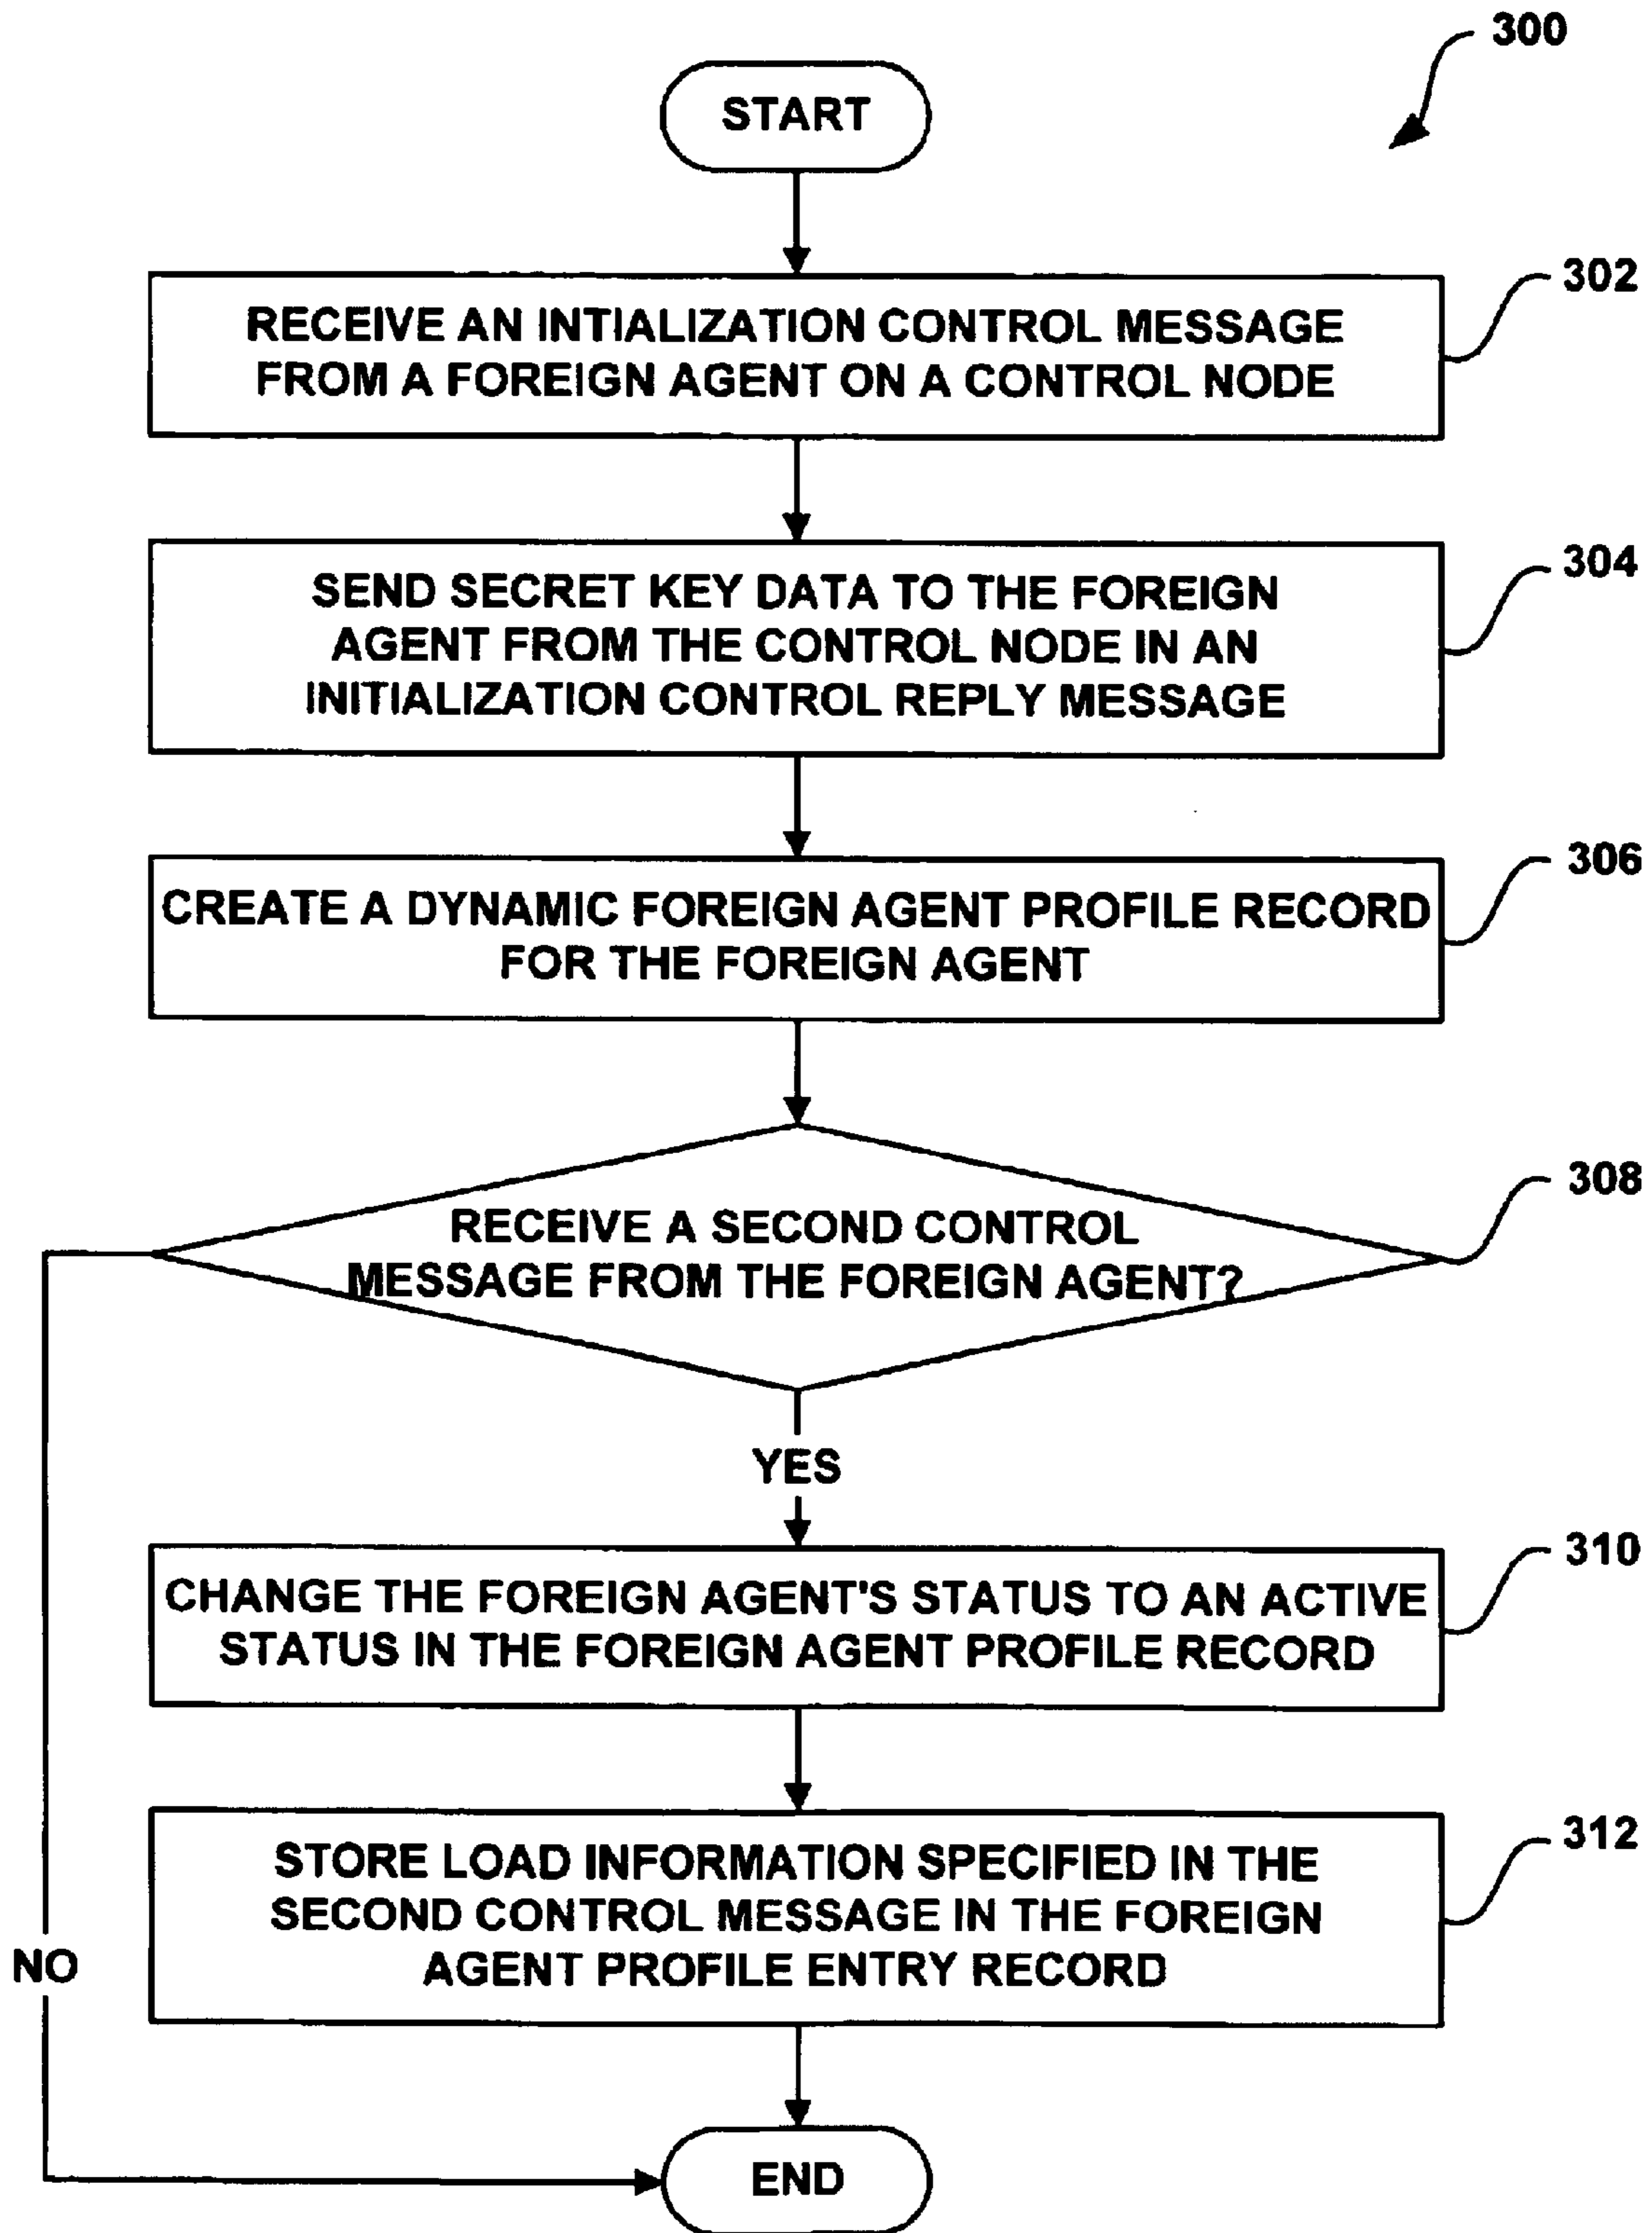 300
START
302
RECEIVE AN INTIALIZATION CONTROL MESSAGE
FROM A FOREIGN AGENT ON A CONTROL NODE
304
SEND SECRET KEY DATA TO THE FOREIGN
AGENT FROM THE CONTROL NODE IN AN
INITIALIZATION CONTROL REPLY MESSAGE
306
CREATE A DYNAMIC FOREIGN AGENT PROFILE RECORD
FOR THE FOREIGN AGENT
308
RECEIVE A SECOND CONTROL
MESSAGE FROM THE FOREIGN AGENT?
YES
310
CHANGE THE FOREIGN AGENT'S STATUS TO AN ACTIVE
STATUS IN THE FOREIGN AGENT PROFILE RECORD
312
STORE LOAD INFORMATION SPECIFIED IN THE
SECOND CONTROL MESSAGE IN THE FOREIGN
AGENT PROFILE ENTRY RECORD
NO
END